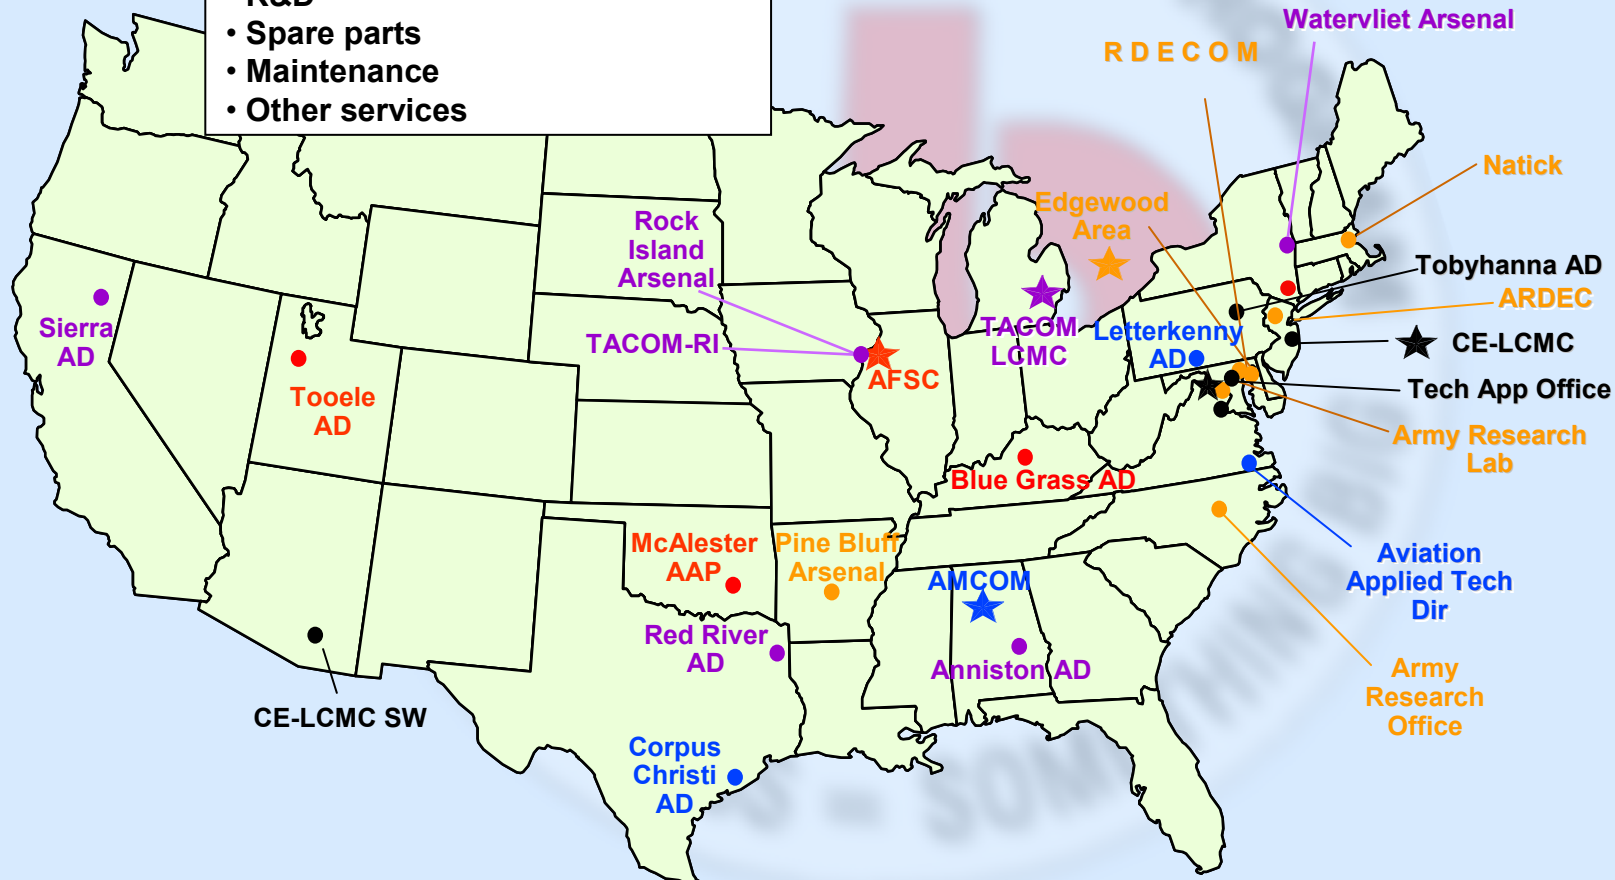 • Spare parts
• Maintenance
• Other services
Watervliet Arsenal
R D E C O M
Natick
Edgewood
Area
Rock
Island
Arsenal
Tobyhanna AD
ARDEC
Sierra
AD
TACOM-RI
TACOM
LCMC
Letterkenny
AD
CE-LCMC
AFSC
Tech App Office
Tooele
AD
Army Research
Lab
Blue Grass AD
McAlester
AAP
Pine Bluff
Arsenal
AMCOM
Aviation
Applied Tech
Dir
Red River
AD
Anniston AD
Army
Research
Office
CE-LCMC SW
Corpus
Christi
AD